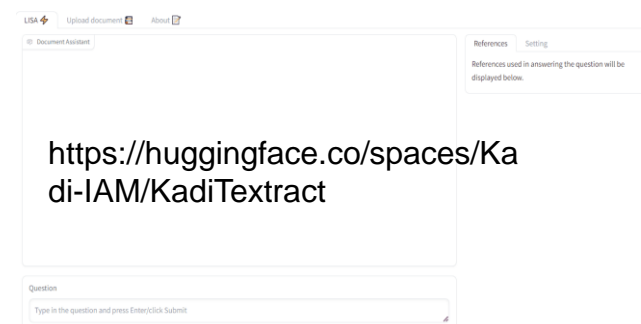 LISA ⚡ Upload document About
Document Assistant
References Setting
References used in answering the question will be
displayed below.
https://huggingface.co/spaces/Ka
di-IAM/KadiTextract
Question
Type in the question and press Enter/click Submit